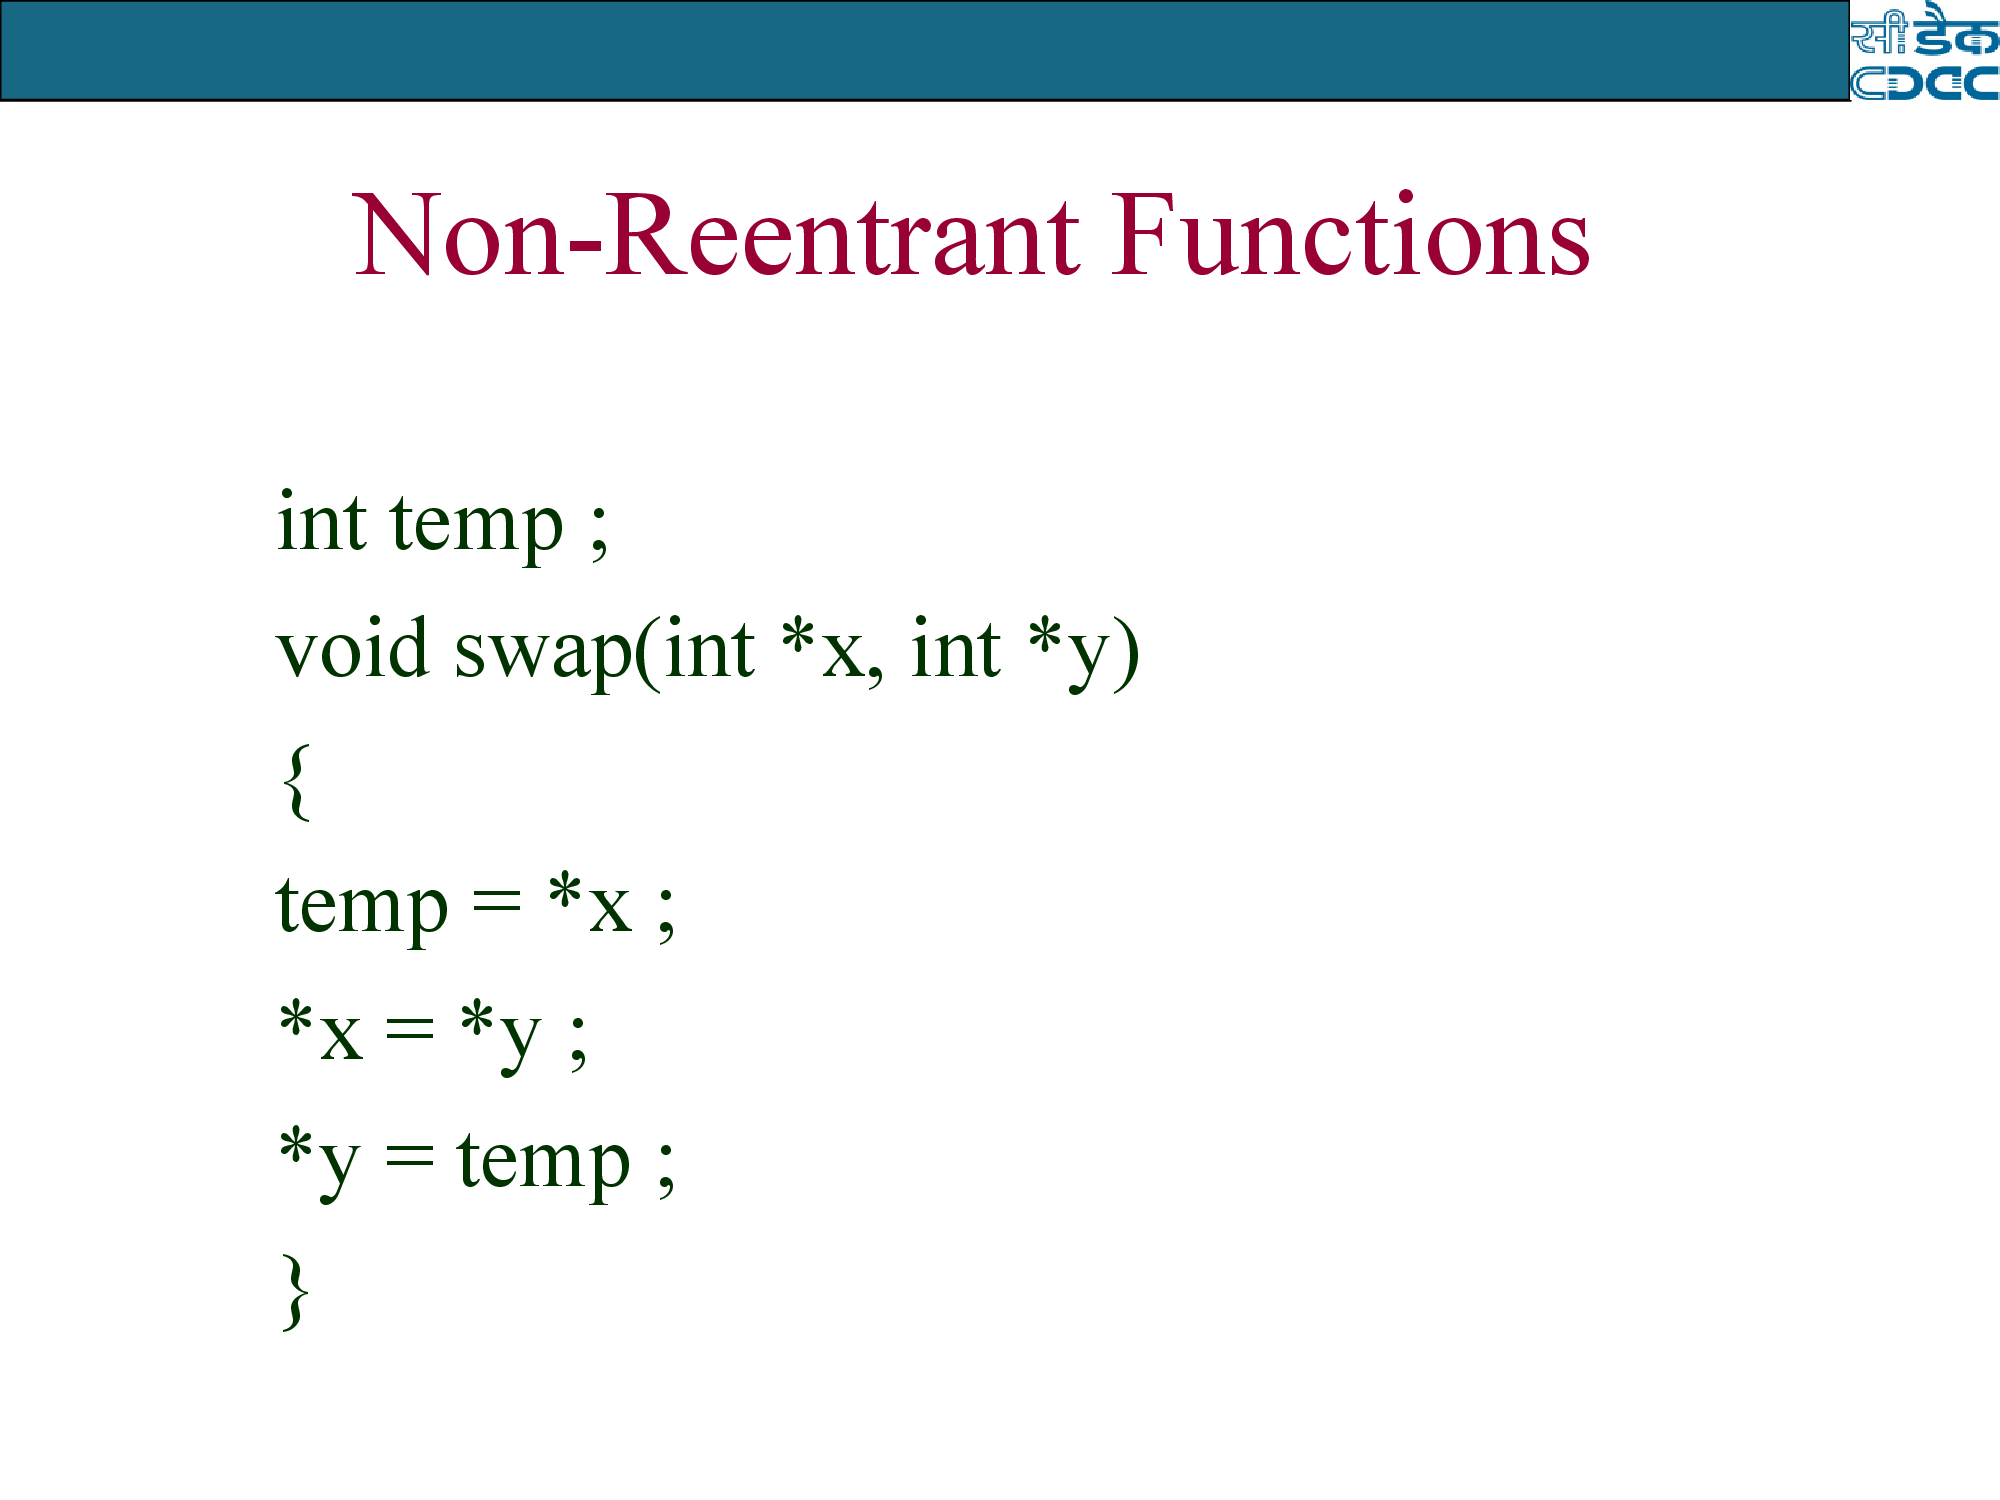 सी डैक
CDAC
Non-Reentrant Functions
int temp ;
void swap(int *x, int *y)
{
temp = *x ;
*x = *y ;
*y = temp ;
}